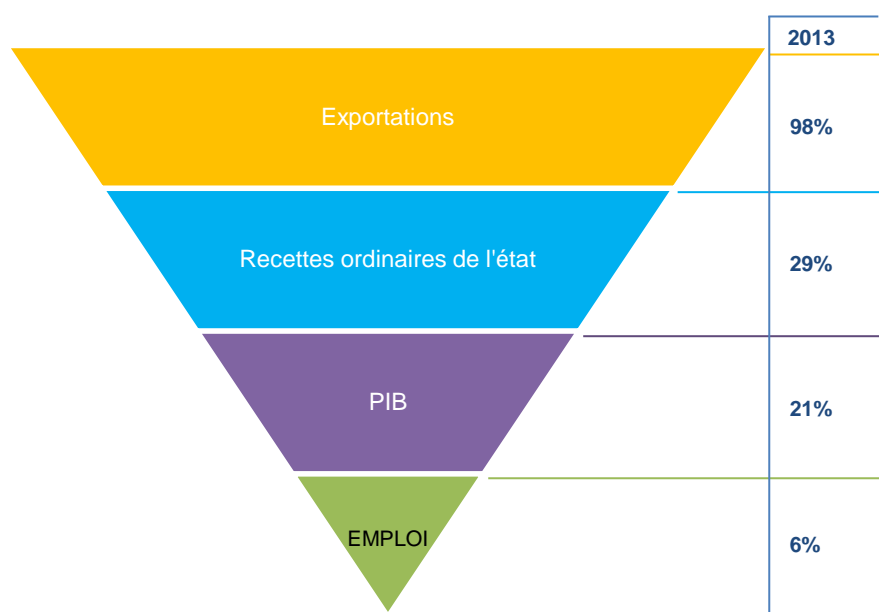 2013
Exportations
98%
Recettes ordinaires de l'état
29%
PIB
21%
EMPLOI
6%